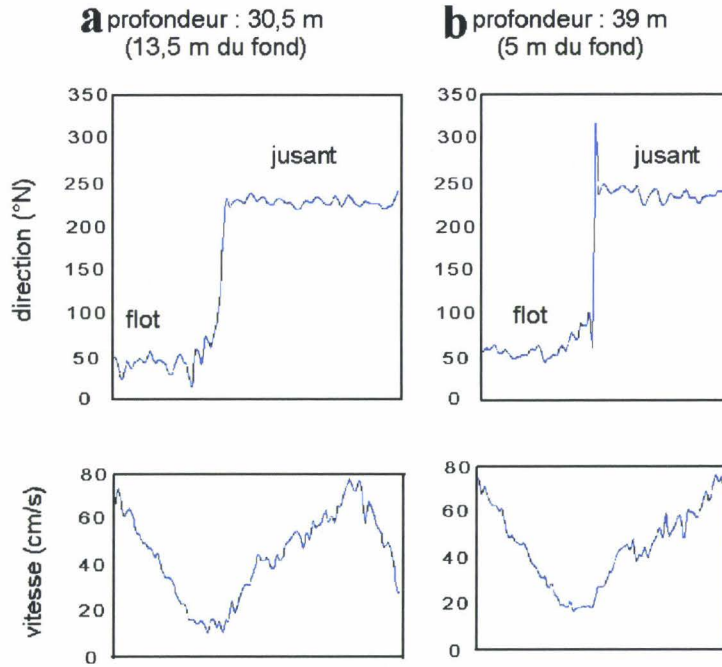 a profondeur : 30,5 m
(13,5 m du fond)
b profondeur : 39 m
(5 m du fond)
direction (°N)
350
300
250
200
150
100
50
0
flot
jusant
350
300
250
200
150
100
50
0
flot
jusant
vitesse (cm/s)
80
60
40
20
0
80
60
40
20
0